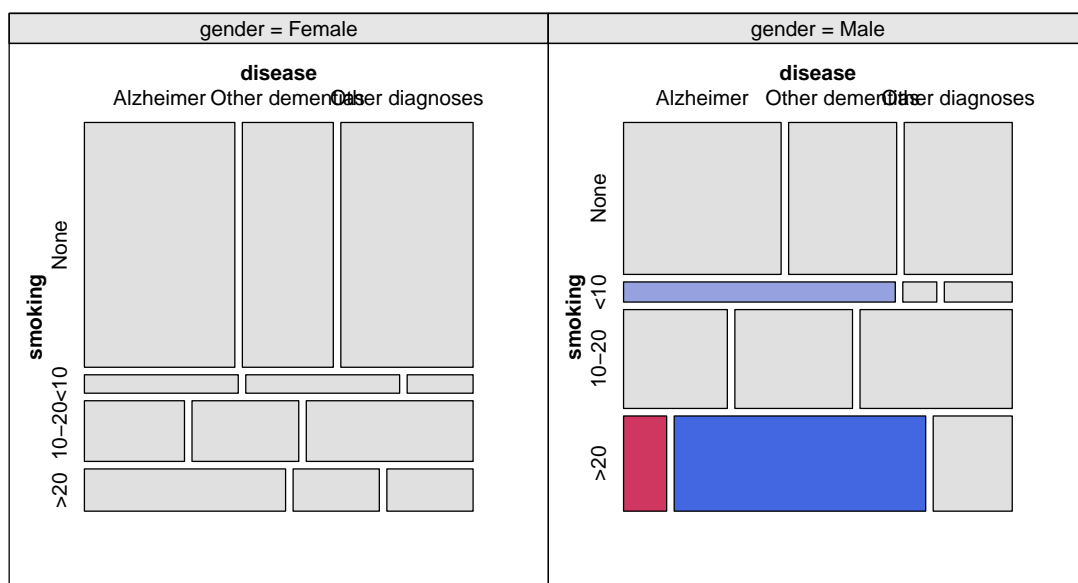 gender = Female
disease
Alzheimer Other dementias Other diagnoses
smoking
None
<10
10−20
>20
gender = Male
disease
Alzheimer Other dementias Other diagnoses
smoking
None
<10
10−20
>20